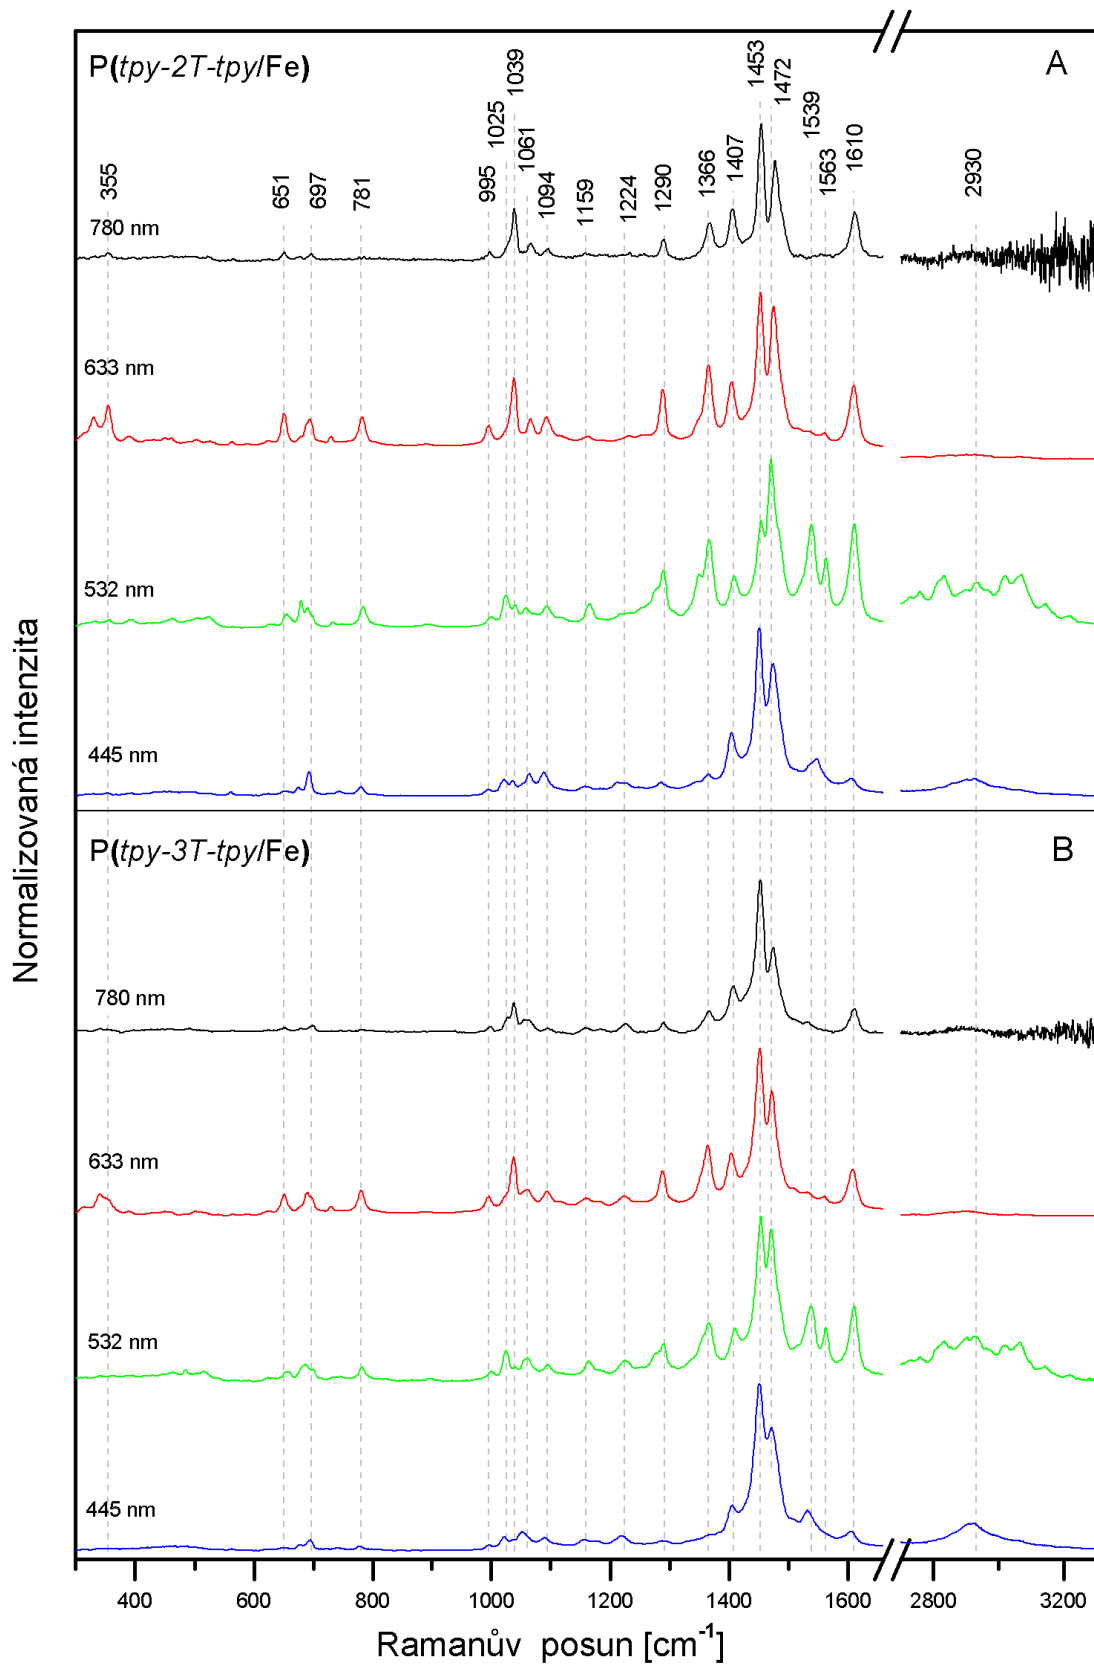 P(tpy-2T-tpy/Fe)
A
355
651
697
781
995
1025
1039
1061
1094
1159
1224
1290
1366
1407
1453
1472
1539
1563
1610
2930
780 nm
633 nm
532 nm
445 nm
P(tpy-3T-tpy/Fe)
B
780 nm
633 nm
532 nm
445 nm
Normalizovaná intenzita
400 600 800 1000 1200 1400 1600 2800 3200
Ramanův posun [cm⁻¹]